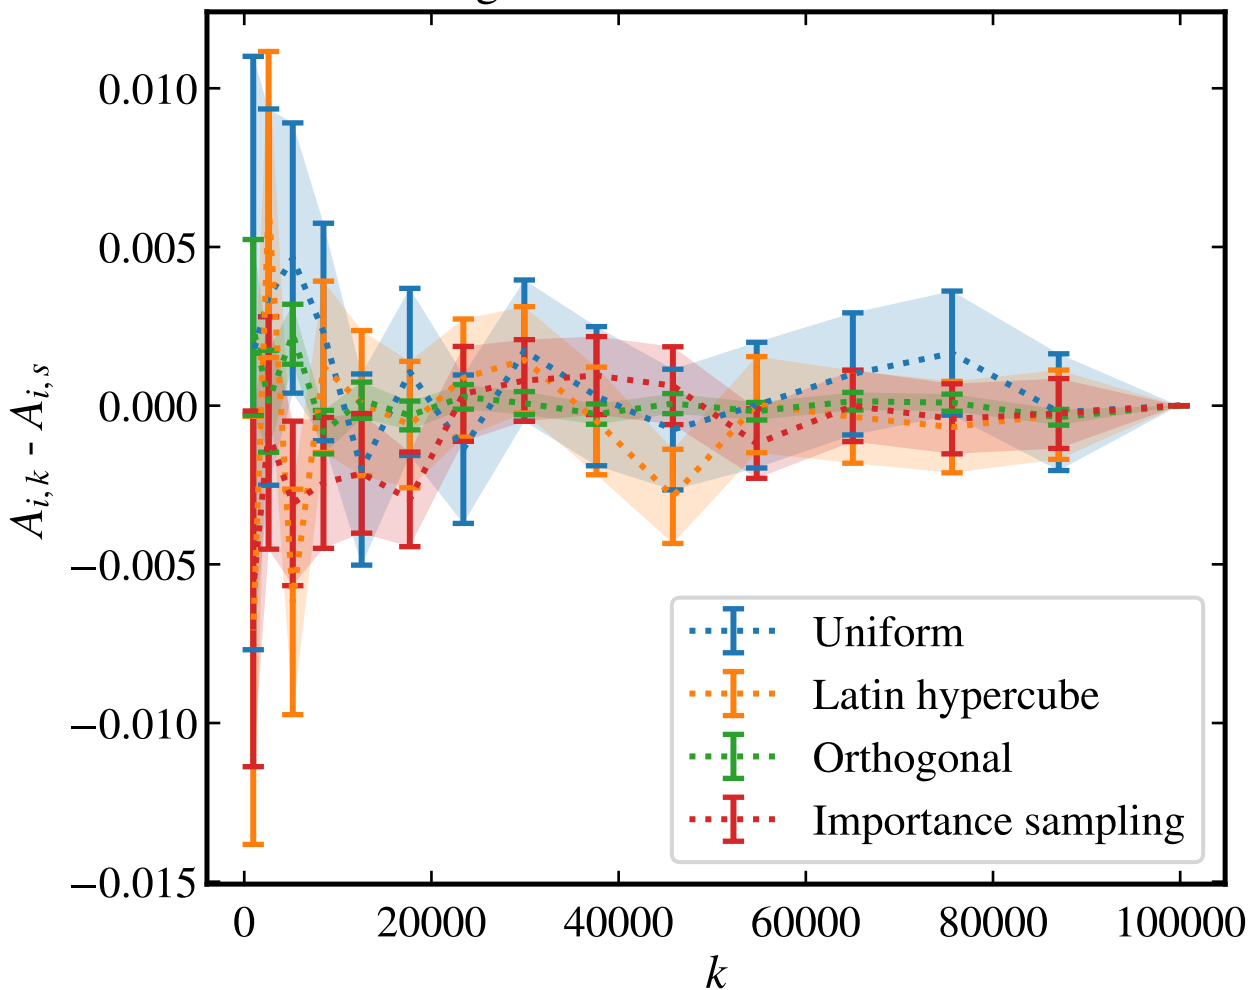 0.010
0.005
0.000
−0.005
−0.010
−0.015
A_{i,k} - A_{i,s}
0 20000 40000 60000 80000 100000
k
Uniform
Latin hypercube
Orthogonal
Importance sampling